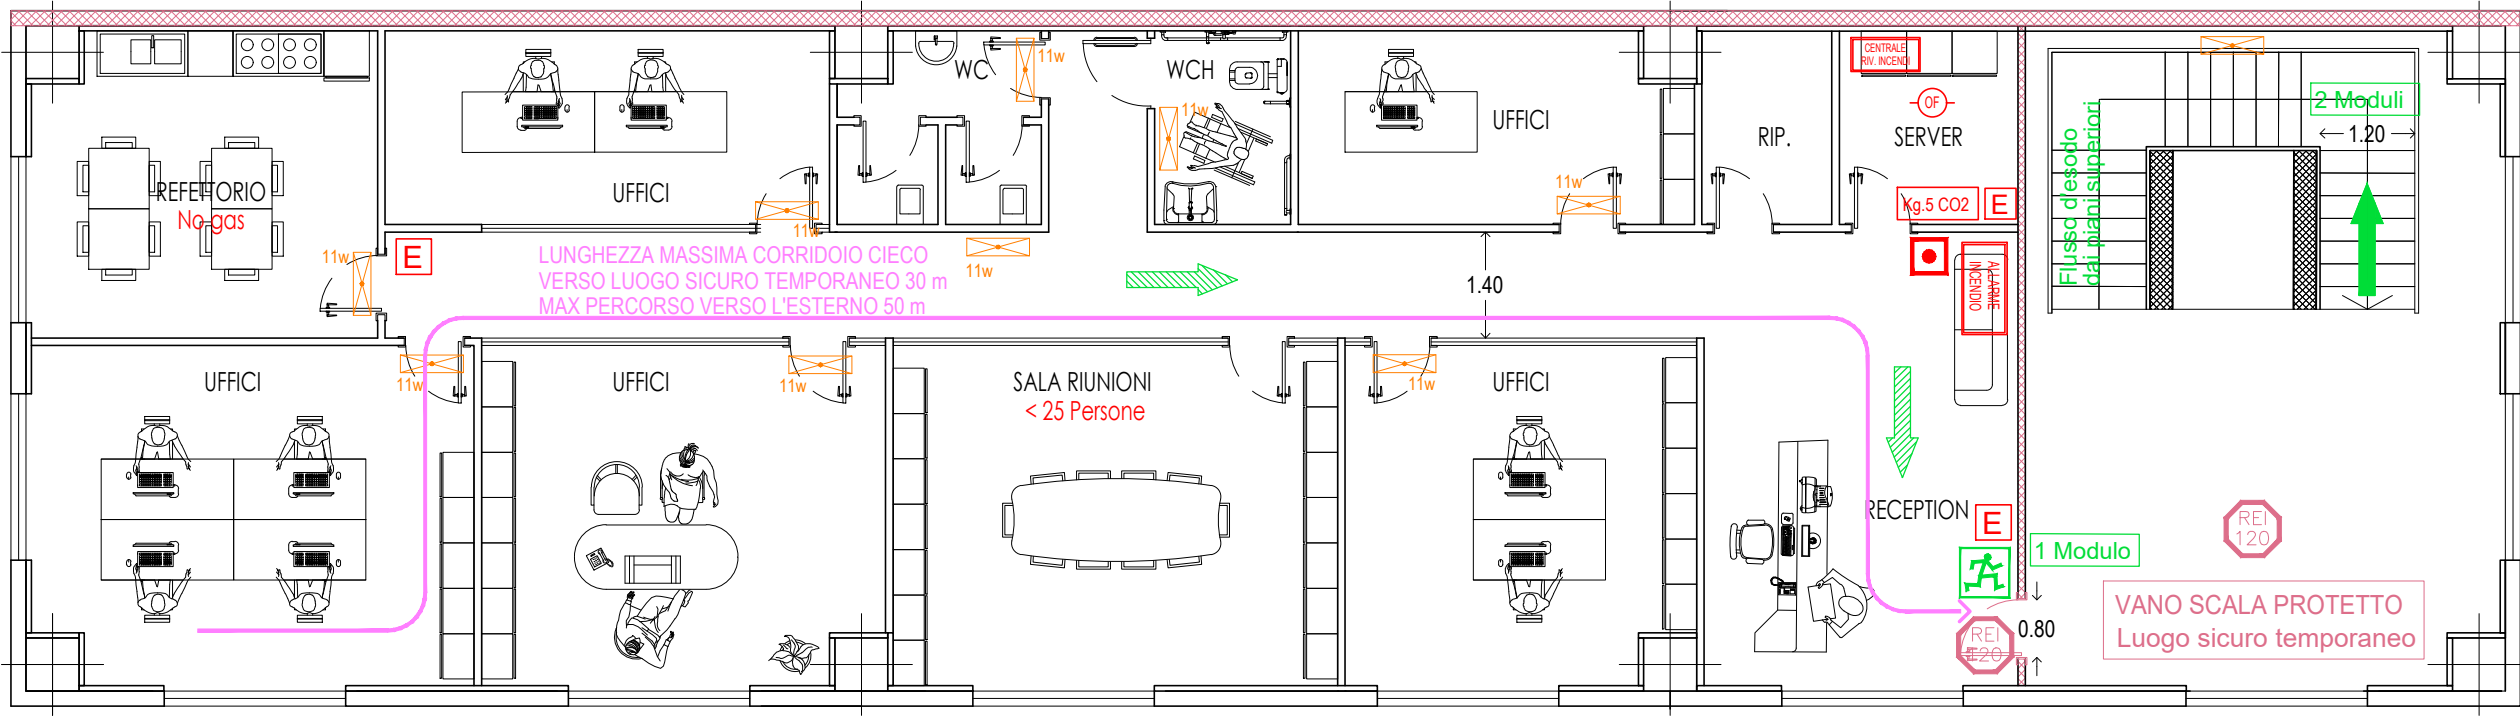 CENTRALE
RIV. INCENDI
2 Moduli
1.20
Flusso d'esodo
dai piani superiori
WC
11w
WCH
11w
UFFICI
OF
SERVER
RIP.
REFETTORIO
No gas
UFFICI
11w
11w
Kg.5 CO2
E
11w
E
LUNGHEZZA MASSIMA CORRIDOIO CIECO
VERSO LUOGO SICURO TEMPORANEO 30 m
MAX PERCORSO VERSO L'ESTERNO 50 m
11w
1.40
ALLARME
INCENDIO
UFFICI
11w
UFFICI
11w
SALA RIUNIONI
< 25 Persone
11w
UFFICI
RECEPTION
E
1 Modulo
REI
120
REI
120
0.80
VANO SCALA PROTETTO
Luogo sicuro temporaneo